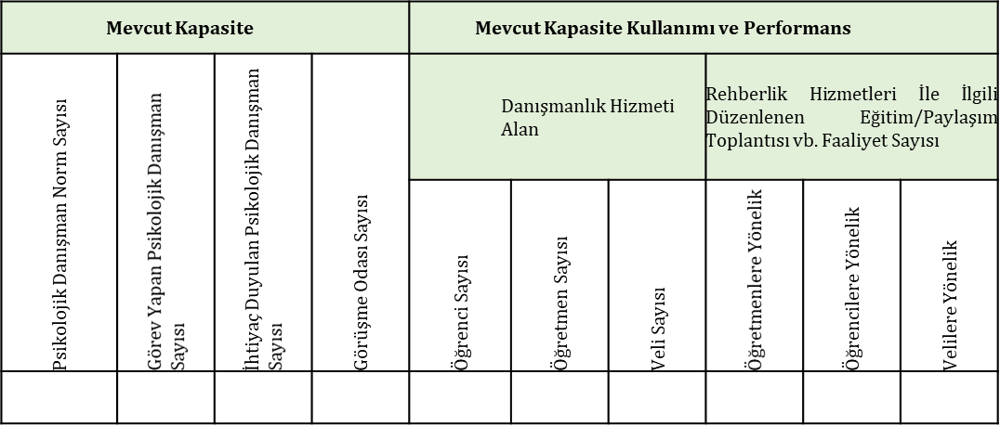 Mevcut Kapasite
Mevcut Kapasite Kullanımı ve Performans
Psikolojik Danışman Norm Sayısı
Görev Yapan Psikolojik Danışman
Sayısı
İhtiyaç Duyulan Psikolojik Danışman
Sayısı
Görüşme Odası Sayısı
Danışmanlık Hizmeti
Alan
Rehberlik Hizmetleri İle İlgili
Düzenlenen Eğitim/Paylaşım
Toplantısı vb. Faaliyet Sayısı
Öğrenci Sayısı
Öğretmen Sayısı
Veli Sayısı
Öğretmenlere Yönelik
Öğrencilere Yönelik
Velilere Yönelik